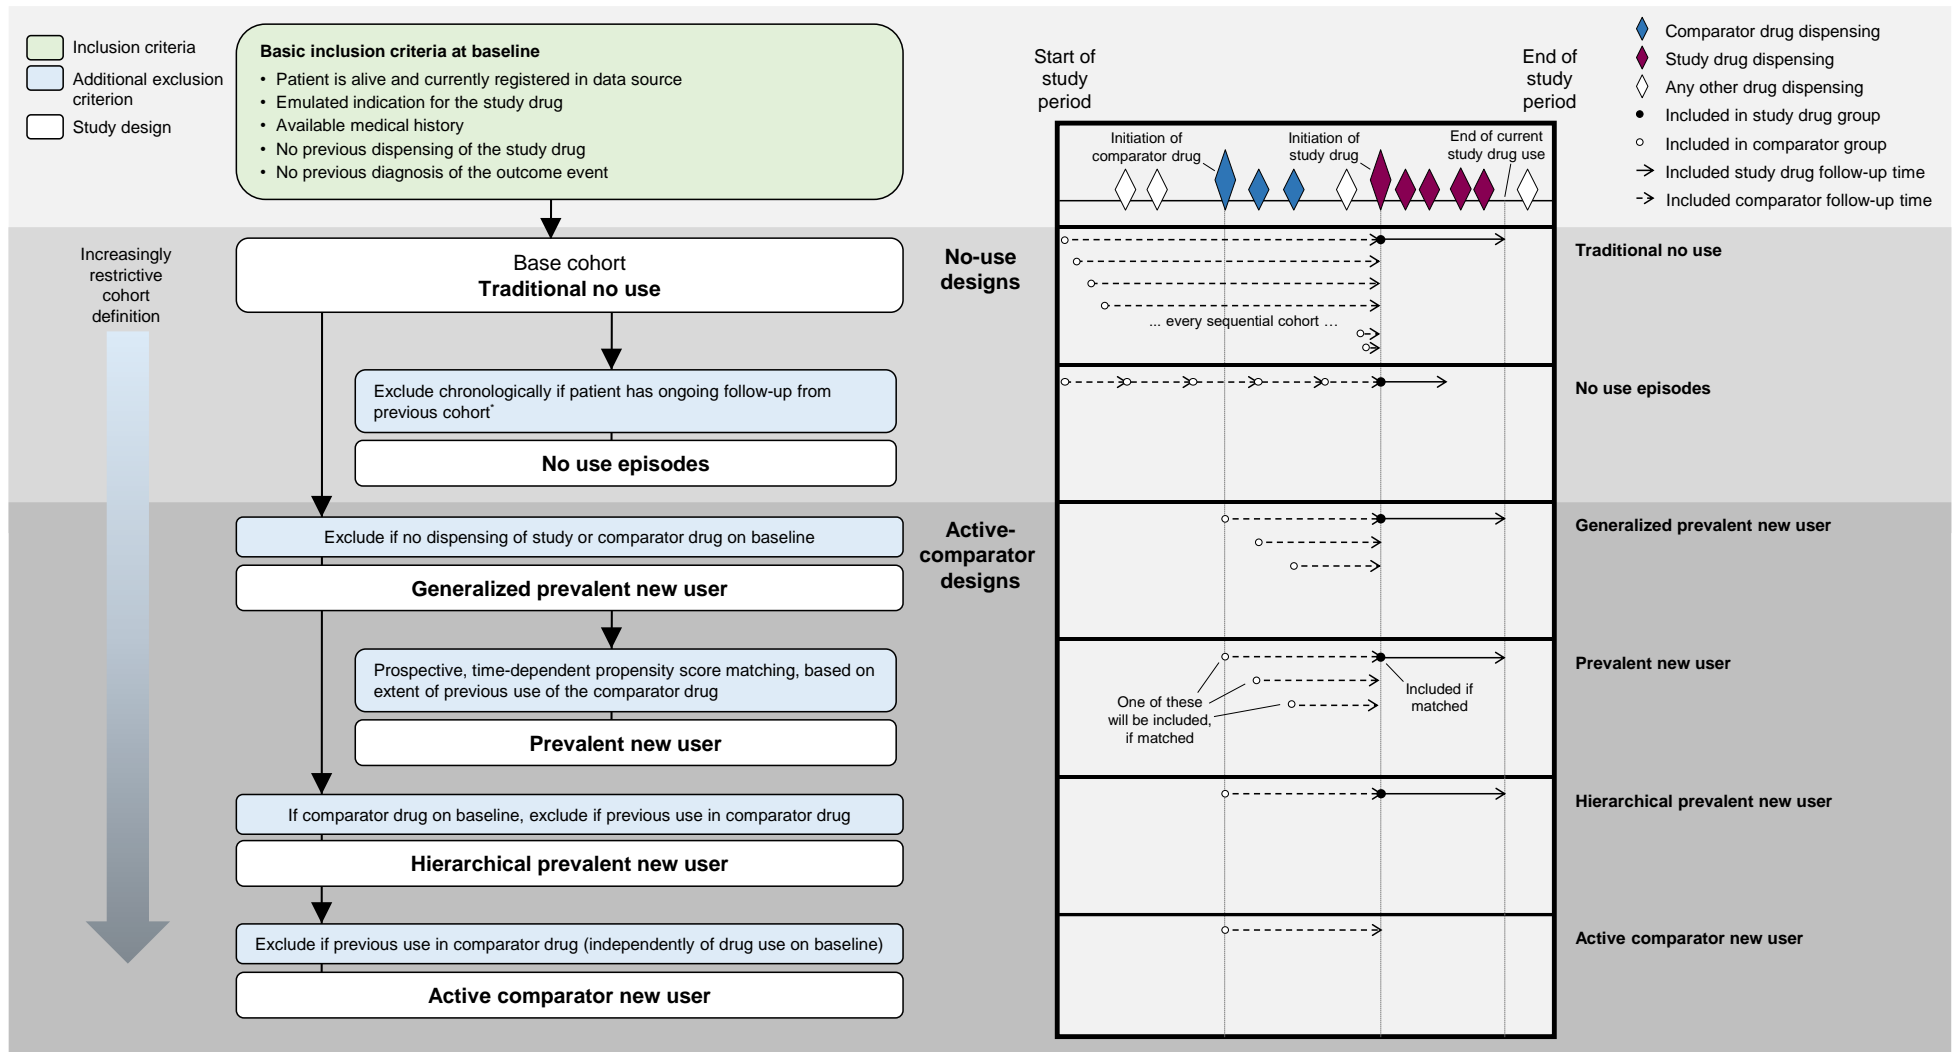 Inclusion criteria
Additional exclusion
criterion
Study design
Basic inclusion criteria at baseline
• Patient is alive and currently registered in data source
• Emulated indication for the study drug
• Available medical history
• No previous dispensing of the study drug
• No previous diagnosis of the outcome event
Start of
study
period
End of
study
period
Comparator drug dispensing
Study drug dispensing
Any other drug dispensing
Included in study drug group
Included in comparator group
Included study drug follow-up time
Included comparator follow-up time
Initiation of
comparator drug
Initiation of
study drug
End of current
study drug use
Increasingly
restrictive
cohort
definition
Base cohort
Traditional no use
No-use
designs
... every sequential cohort …
Traditional no use
Exclude chronologically if patient has ongoing follow-up from
previous cohort*
No use episodes
No use episodes
Exclude if no dispensing of study or comparator drug on baseline
Generalized prevalent new user
Active-
comparator
designs
Generalized prevalent new user
Prospective, time-dependent propensity score matching, based on
extent of previous use of the comparator drug
Prevalent new user
One of these
will be included,
if matched
Included if
matched
Prevalent new user
If comparator drug on baseline, exclude if previous use in comparator drug
Hierarchical prevalent new user
Hierarchical prevalent new user
Exclude if previous use in comparator drug (independently of drug use on baseline)
Active comparator new user
Active comparator new user